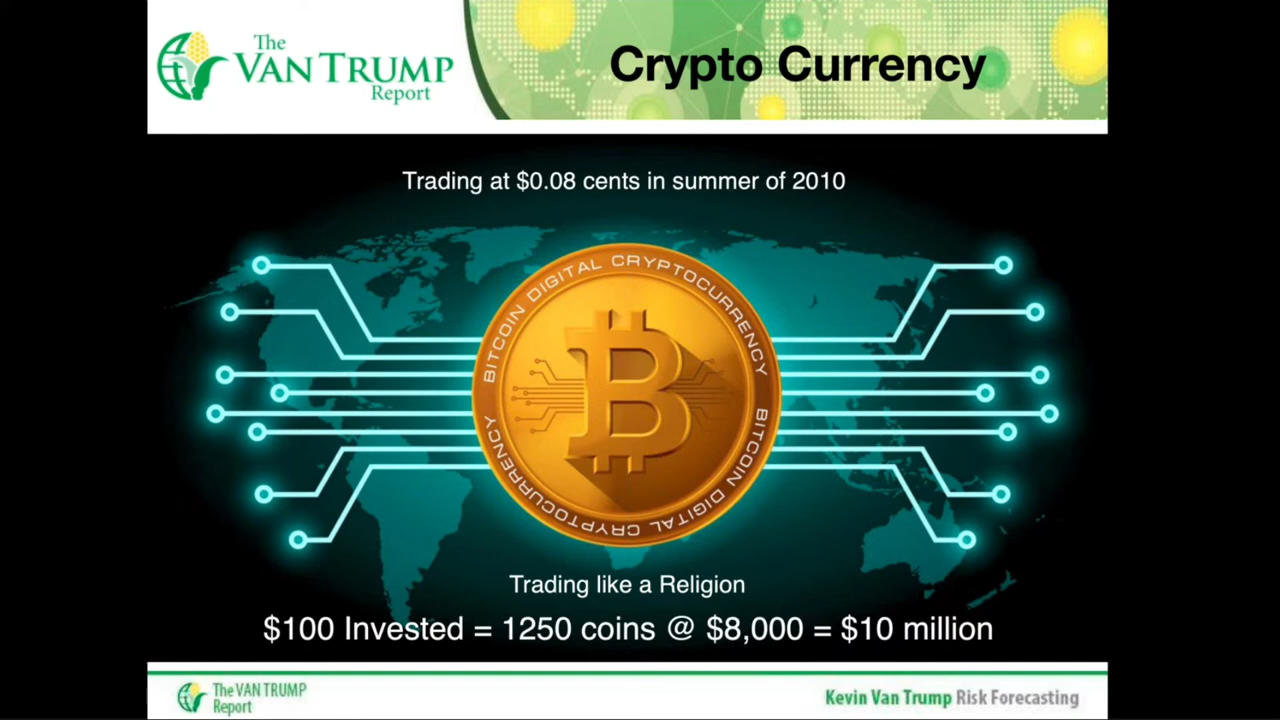 The
VAN TRUMP
Report
Crypto Currency
Trading at $0.08 cents in summer of 2010
BITCOIN DIGITAL CRYPTOCURRENCY
BITCOIN DIGITAL CRYPTOCURRENCY
Trading like a Religion
$100 Invested = 1250 coins @ $8,000 = $10 million
The VAN TRUMP
Report
Kevin Van Trump Risk Forecasting